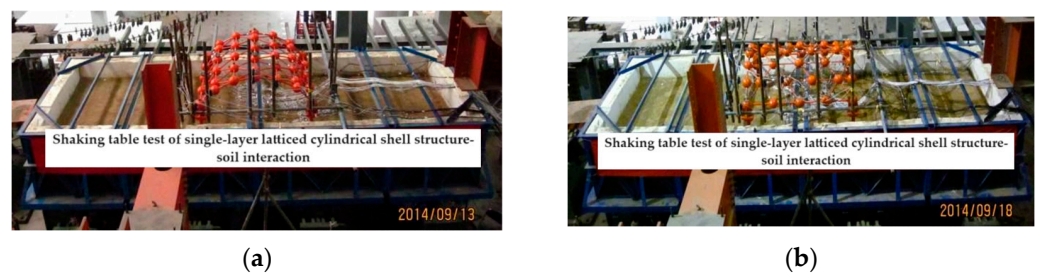 Shaking table test of single-layer latticed cylindrical shell structure-
soil interaction
2014/09/13
(a)
Shaking table test of single-layer latticed cylindrical shell structure-
soil interaction
2014/09/18
(b)